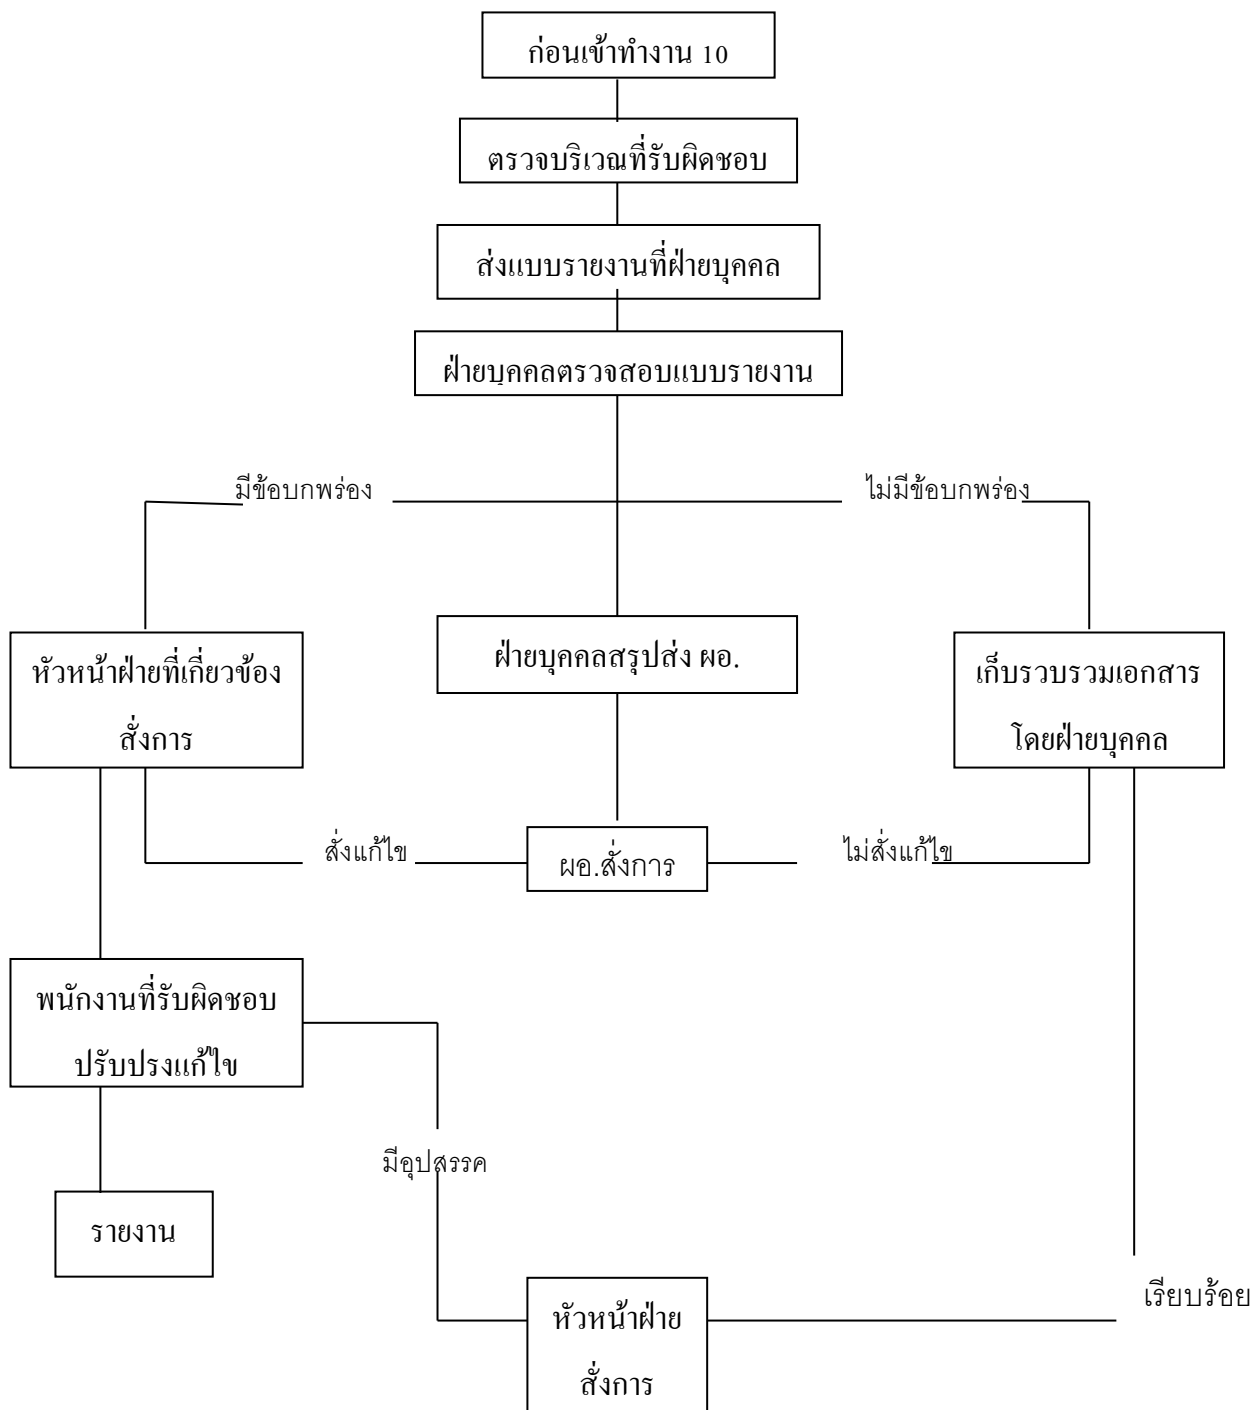 ก่อนเข้าทำงาน 10
ตรวจบริเวณที่รับผิดชอบ
ส่งแบบรายงานที่ฝ่ายบุคคล
ฝ่ายบุคคลตรวจสอบแบบรายงาน
มีข้อบกพร่อง
ไม่มีข้อบกพร่อง
หัวหน้าฝ่ายที่เกี่ยวข้อง
สั่งการ
ฝ่ายบุคคลสรุปส่ง ผอ.
เก็บรวบรวมเอกสาร
โดยฝ่ายบุคคล
สั่งแก้ไข
ผอ.สั่งการ
ไม่สั่งแก้ไข
พนักงานที่รับผิดชอบ
ปรับปรุงแก้ไข
มีอุปสรรค
รายงาน
เรียบร้อย
หัวหน้าฝ่าย
สั่งการ